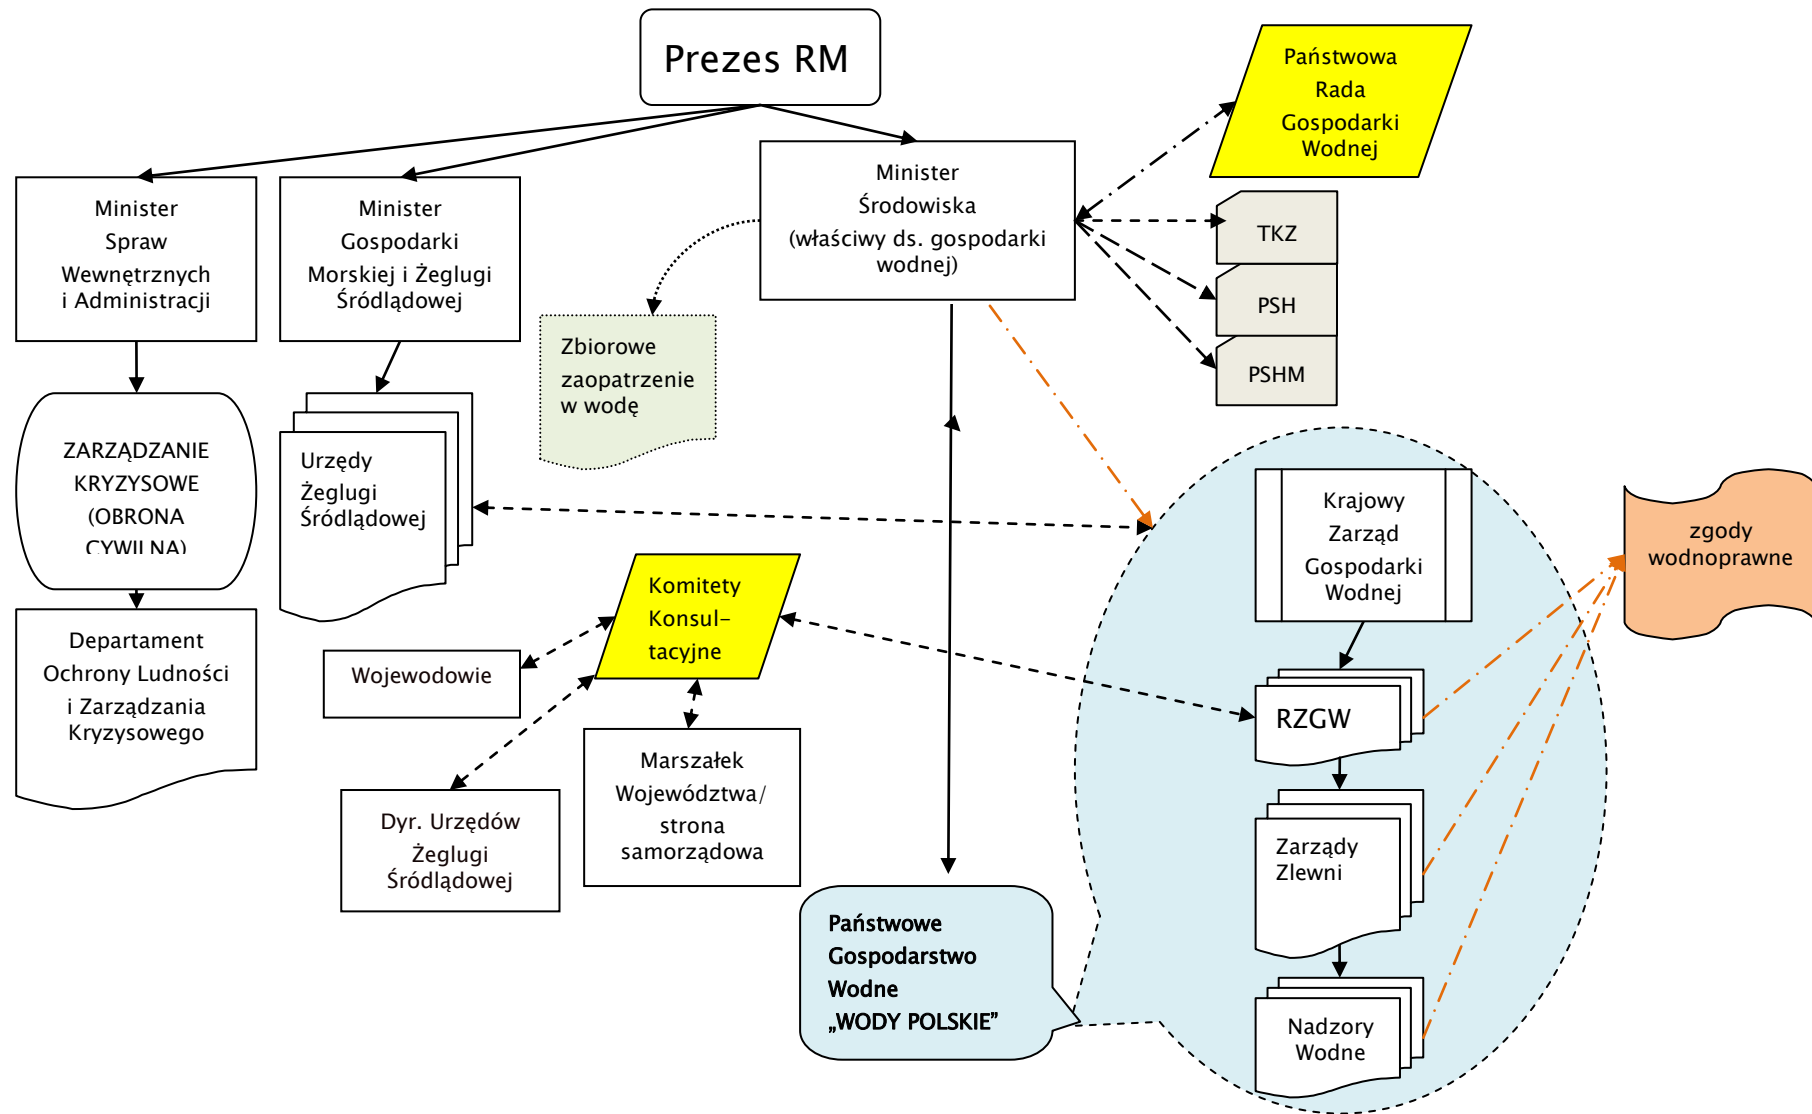 Prezes RM
Państwowa
Rada
Gospodarki
Wodnej
Minister
Spraw
Wewnętrznych
i Administracji
Minister
Gospodarki
Morskiej i Żeglugi
Śródlądowej
Minister
Środowiska
(właściwy ds. gospodarki
wodnej)
TKZ
PSH
PSHM
Zbiorowe
zaopatrzenie
w wodę
ZARZĄDZANIE
KRYZYSOWE
(OBRONA
CYWILNA)
Urzędy
Żeglugi
Śródlądowej
Krajowy
Zarząd
Gospodarki
Wodnej
zgody
wodnoprawne
Komitety
Konsul-
tacyjne
Departament
Ochrony Ludności
i Zarządzania
Kryzysowego
Wojewodowie
RZGW
Marszałek
Województwa/
strona
samorządowa
Dyr. Urzędów
Żeglugi
Śródlądowej
Zarządy
Zlewni
Państwowe
Gospodarstwo
Wodne
„WODY POLSKIE”
Nadzory
Wodne